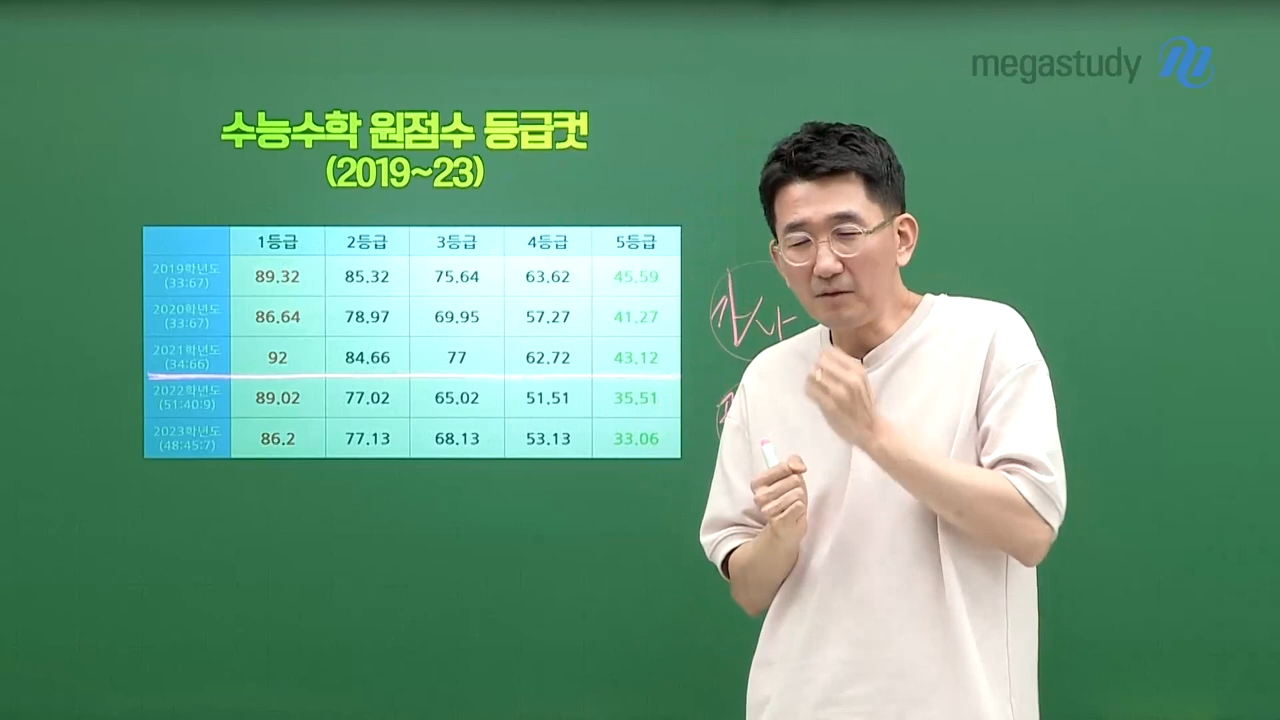 megastudy
수능수학 원점수 등급컷
(2019~23)
1등급 2등급 3등급 4등급 5등급
2019학년도 (33:67) 89.32 85.32 75.64 63.62 45.59
2020학년도 (33:67) 86.64 78.97 69.95 57.27 41.27
2021학년도 (34:66) 92 84.66 77 62.72 43.12
2022학년도 (51:40:9) 89.02 77.02 65.02 51.51 35.51
2023학년도 (48:45:7) 86.2 77.13 68.13 53.13 33.06
가 사